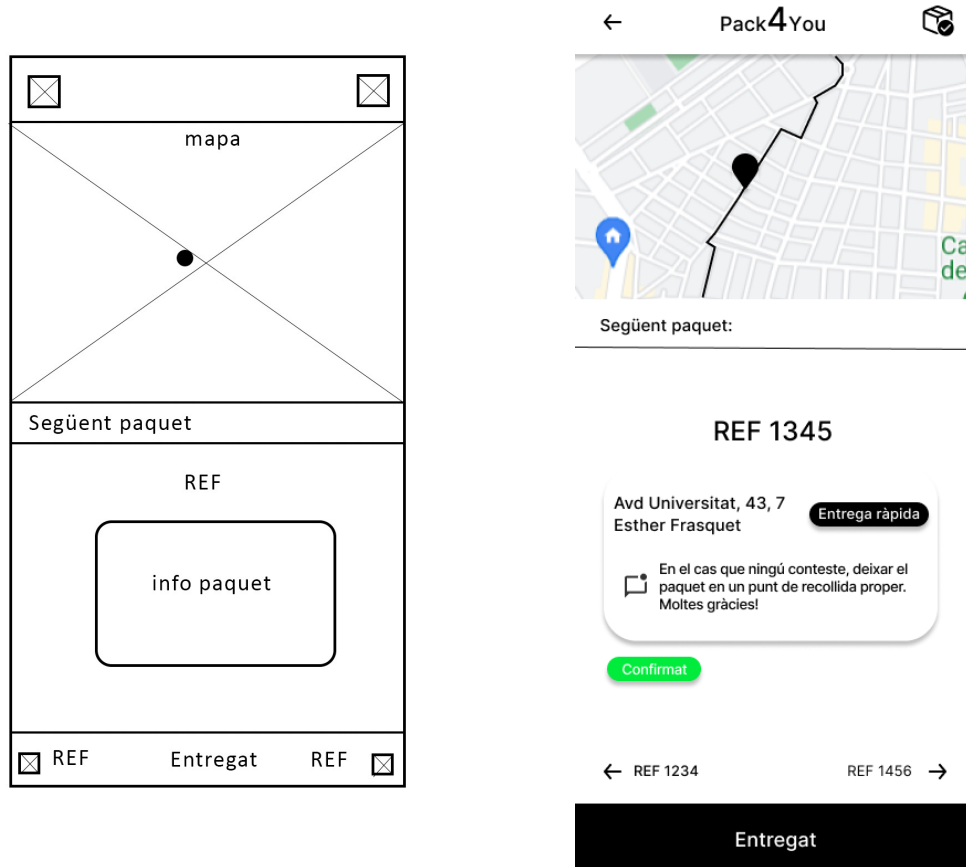 mapa
Següent paquet
REF
info paquet
REF Entregat REF
Pack4You
Ca
de
Següent paquet:
REF 1345
Avd Universitat, 43, 7
Esther Frasquet
Entrega ràpida
En el cas que ningú conteste, deixar el
paquet en un punt de recollida proper.
Moltes gràcies!
Confirmat
REF 1234
REF 1456
Entregat